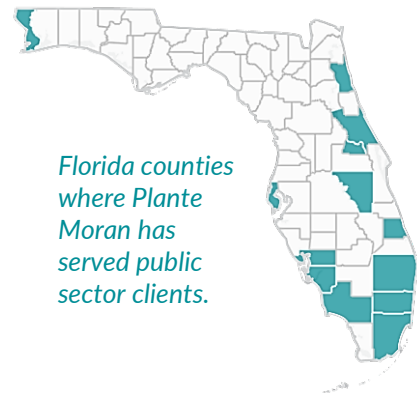 Florida counties
where Plante
Moran has
served public
sector clients.